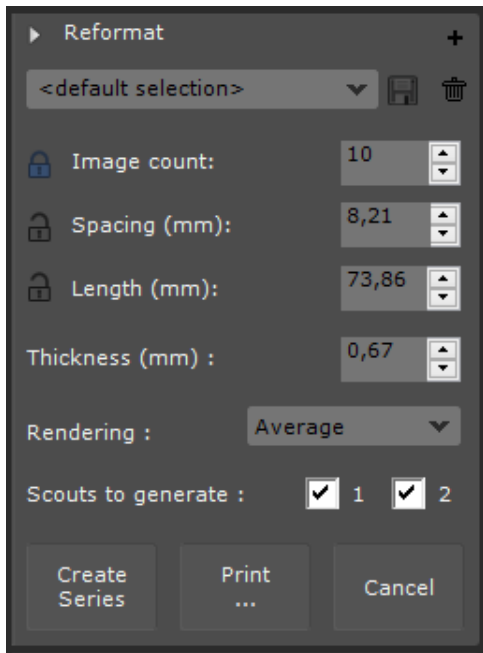 Reformat +
<default selection>
Image count: 10
Spacing (mm): 8,21
Length (mm): 73,86
Thickness (mm) : 0,67
Rendering : Average
Scouts to generate : 1 2
Create Series
Print ...
Cancel